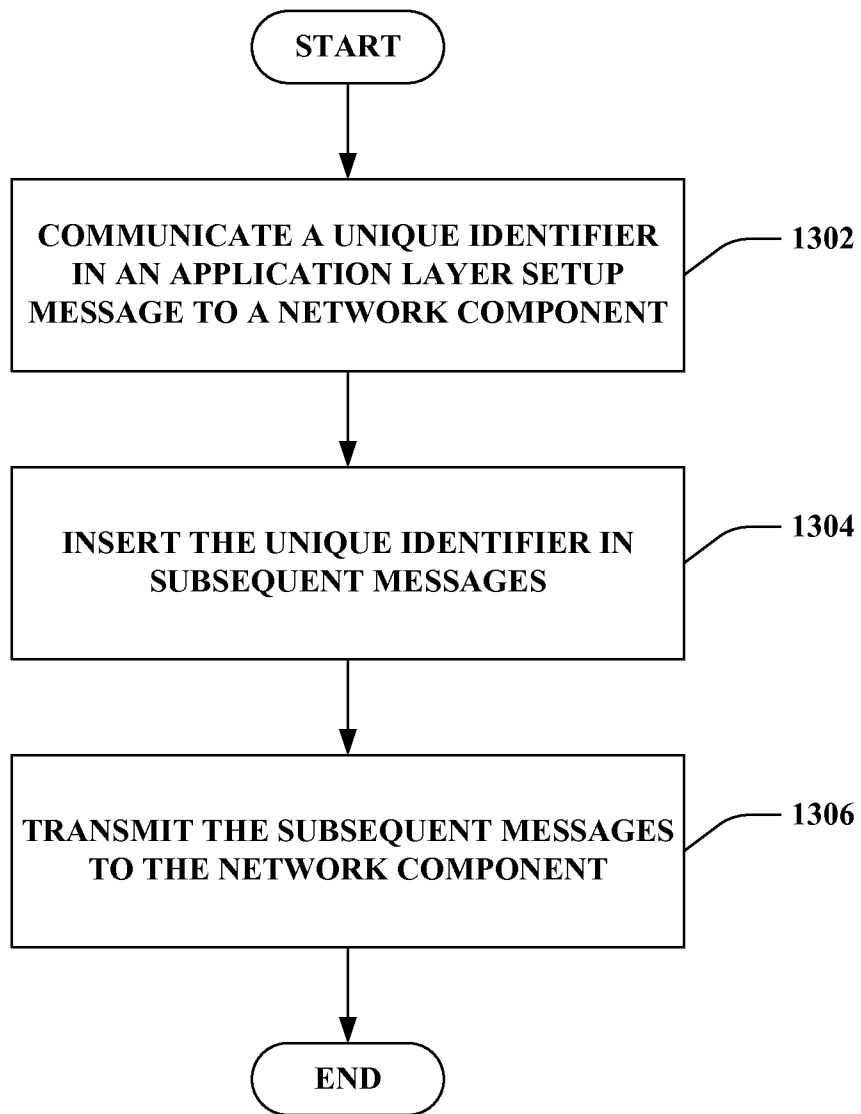 START
COMMUNICATE A UNIQUE IDENTIFIER
IN AN APPLICATION LAYER SETUP
MESSAGE TO A NETWORK COMPONENT
1302
INSERT THE UNIQUE IDENTIFIER IN
SUBSEQUENT MESSAGES
1304
TRANSMIT THE SUBSEQUENT MESSAGES
TO THE NETWORK COMPONENT
1306
END